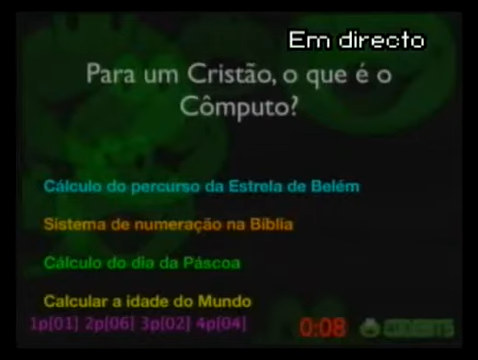 Em directo
Para um Cristão, o que é o
Cômputo?
Cálculo do percurso da Estrela de Belém
Sistema de numeração na Bíblia
Cálculo do dia da Páscoa
Calcular a idade do Mundo
1p[01] 2p[06] 3p[02] 4p[04]
0:08